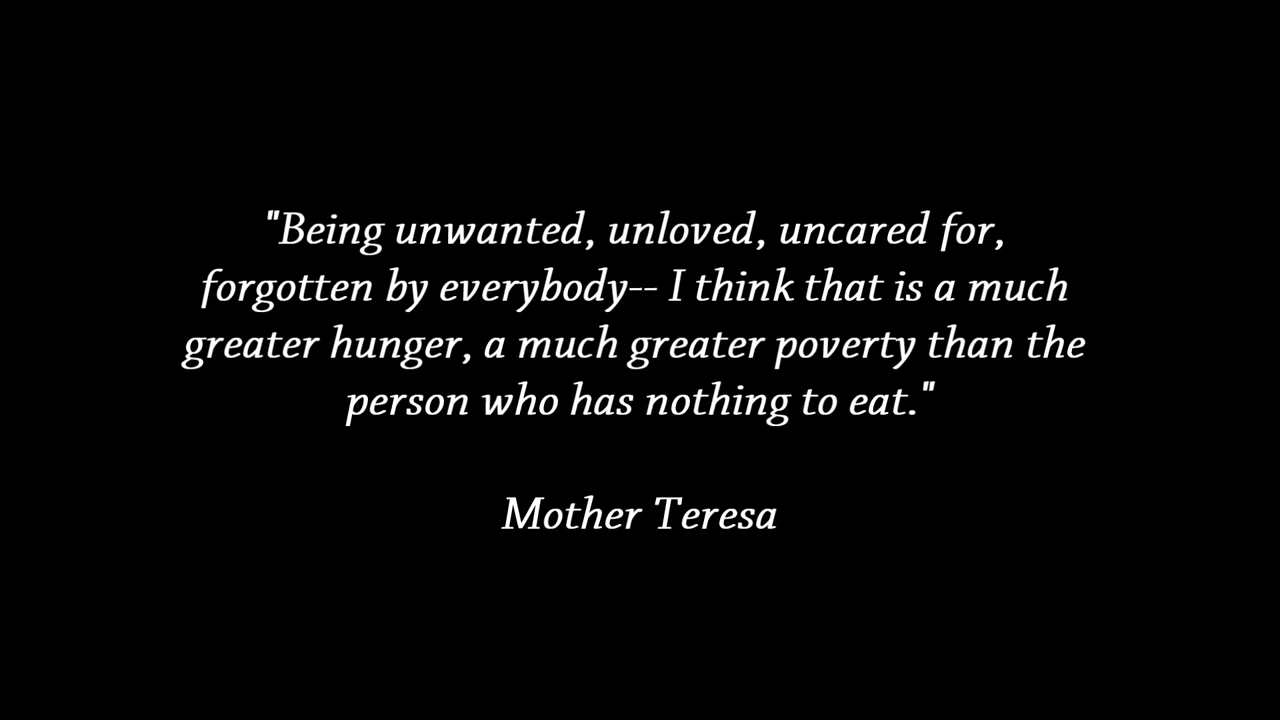 "Being unwanted, unloved, uncared for,
forgotten by everybody-- I think that is a much
greater hunger, a much greater poverty than the
person who has nothing to eat."
Mother Teresa